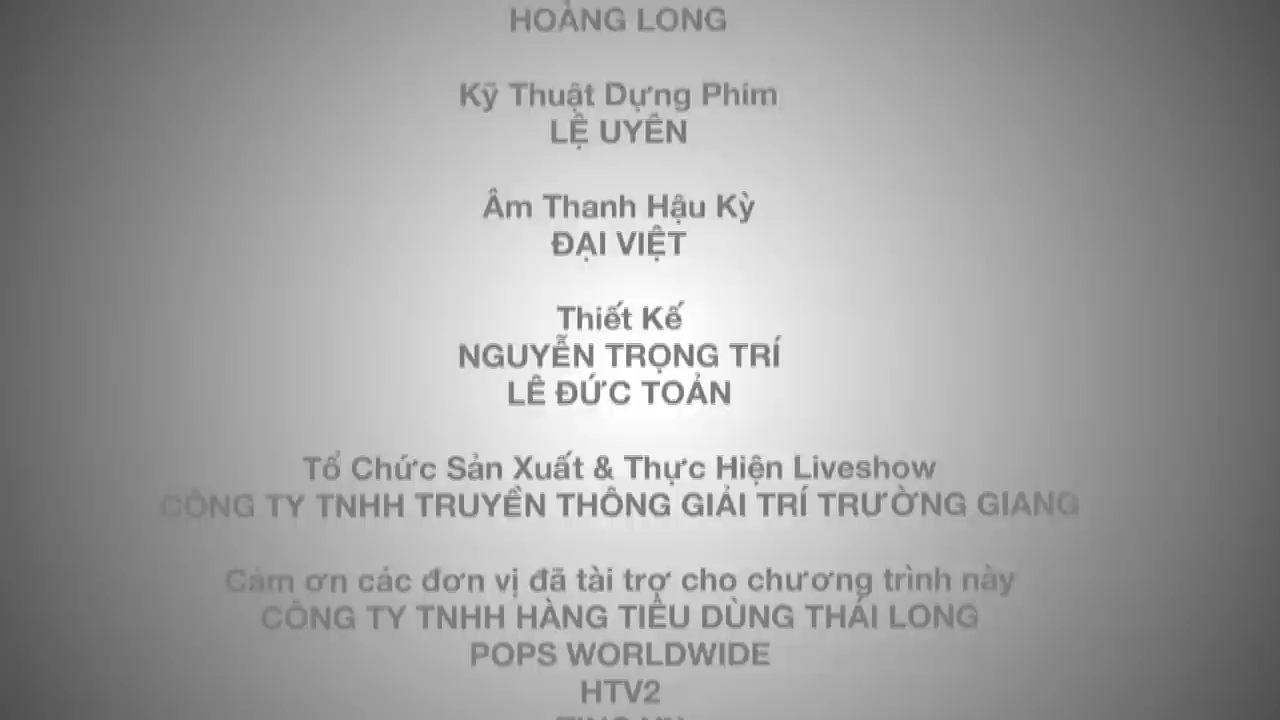 HOÀNG LONG
Kỹ Thuật Dựng Phim
LỆ UYÊN
Âm Thanh Hậu Kỳ
ĐẠI VIỆT
Thiết Kế
NGUYỄN TRỌNG TRÍ
LÊ ĐỨC TOẢN
Tổ Chức Sản Xuất & Thực Hiện Liveshow
CÔNG TY TNHH TRUYỀN THÔNG GIẢI TRÍ TRƯỜNG GIANG
Cám ơn các đơn vị đã tài trợ cho chương trình này
CÔNG TY TNHH HÀNG TIÊU DÙNG THÁI LONG
POPS WORLDWIDE
HTV2